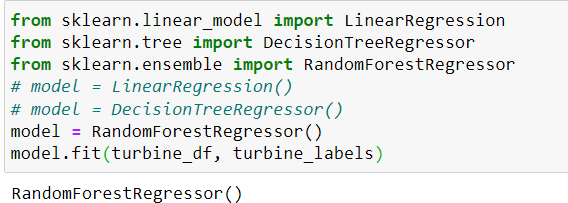 from sklearn.linear_model import LinearRegression
from sklearn.tree import DecisionTreeRegressor
from sklearn.ensemble import RandomForestRegressor
# model = LinearRegression()
# model = DecisionTreeRegressor()
model = RandomForestRegressor()
model.fit(turbine_df, turbine_labels)
RandomForestRegressor()